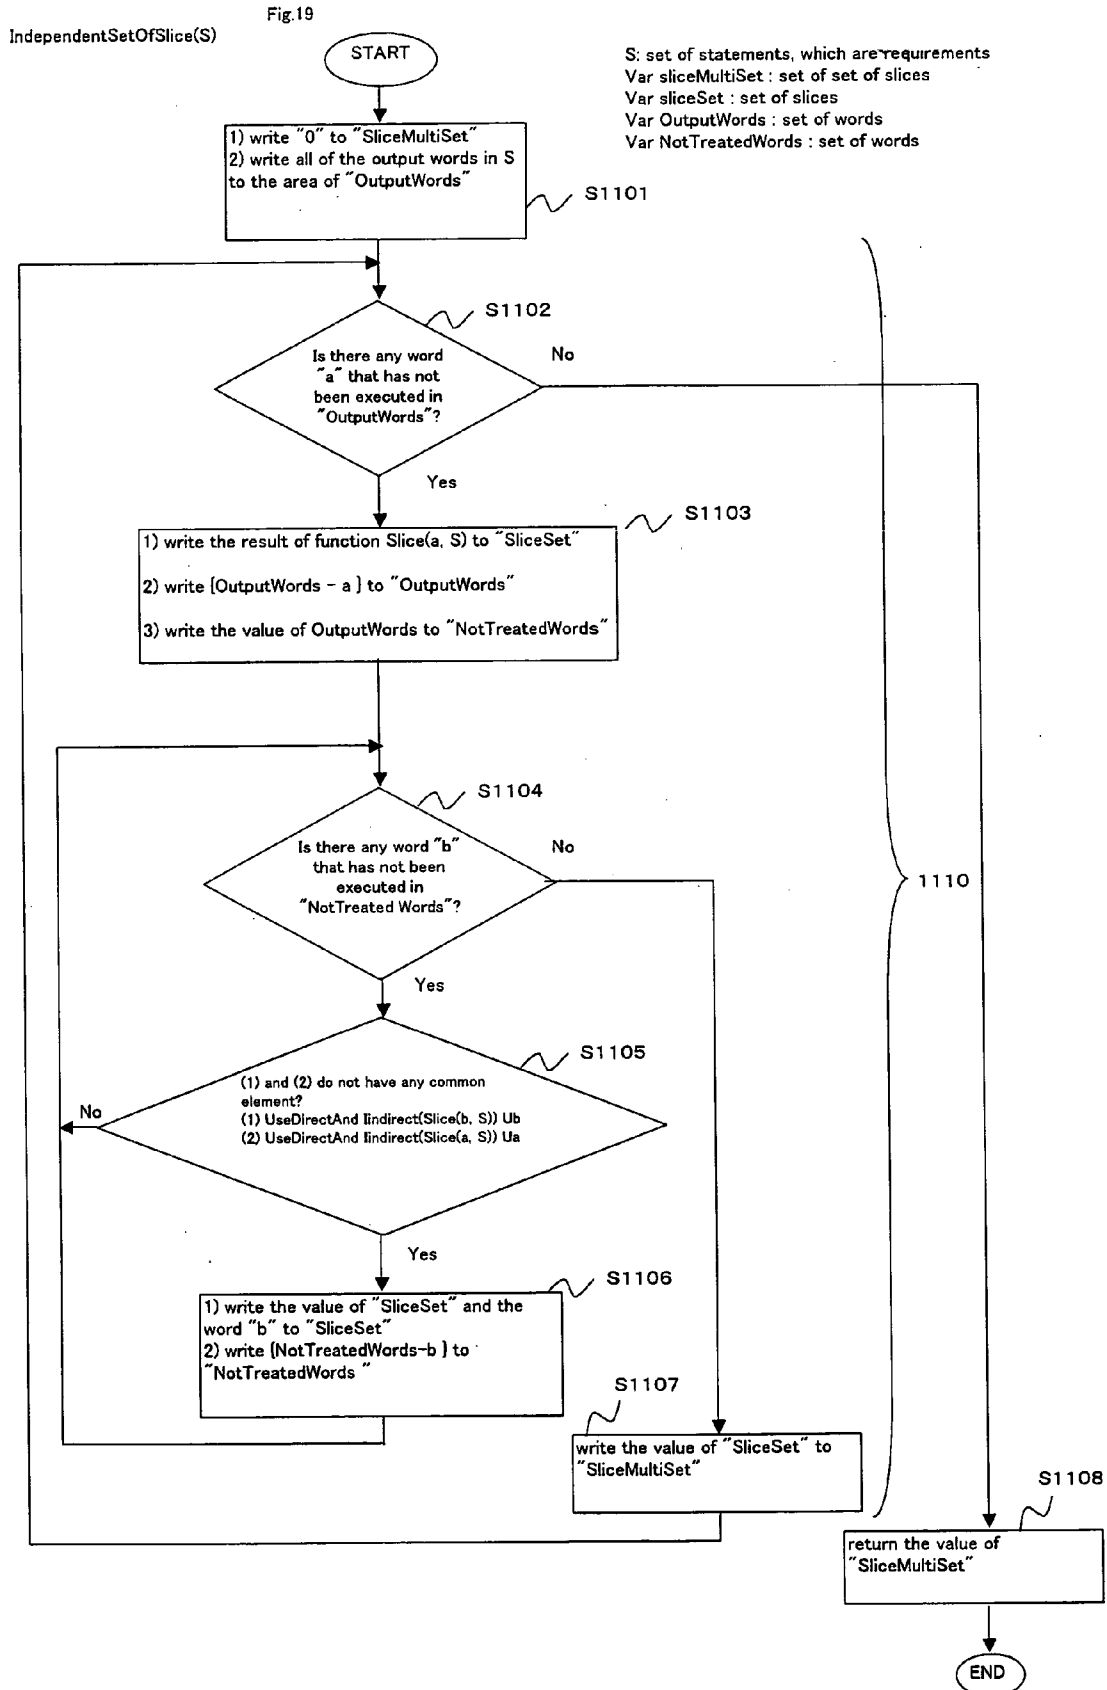 Fig.19
IndependentSetOfSlice(S)
START
S: set of statements, which are requirements
Var sliceMultiSet : set of set of slices
Var sliceSet : set of slices
Var OutputWords : set of words
Var NotTreatedWords : set of words
1) write "0" to "SliceMultiSet"
2) write all of the output words in S
to the area of "OutputWords"
S1101
S1102
Is there any word
"a" that has not
been executed in
"OutputWords"?
No
Yes
S1103
1) write the result of function Slice(a, S) to "SliceSet"
2) write [OutputWords - a ] to "OutputWords"
3) write the value of OutputWords to "NotTreatedWords"
S1104
Is there any word "b"
that has not been
executed in
"NotTreated Words"?
No
1110
Yes
S1105
(1) and (2) do not have any common
element?
(1) UseDirectAnd Iindirect(Slice(b, S)) Ub
(2) UseDirectAnd Iindirect(Slice(a, S)) Ua
No
Yes
S1106
1) write the value of "SliceSet" and the
word "b" to "SliceSet"
2) write [NotTreatedWords-b ] to
"NotTreatedWords "
S1107
write the value of "SliceSet" to
"SliceMultiSet"
S1108
return the value of
"SliceMultiSet"
END